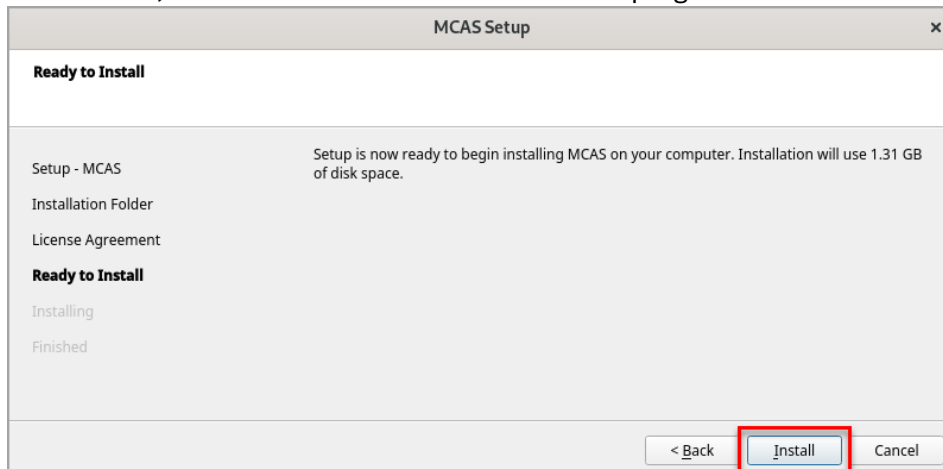 MCAS Setup
×
Ready to Install
Setup - MCAS
Installation Folder
License Agreement
Ready to Install
Installing
Finished
Setup is now ready to begin installing MCAS on your computer. Installation will use 1.31 GB
of disk space.
< Back
Install
Cancel